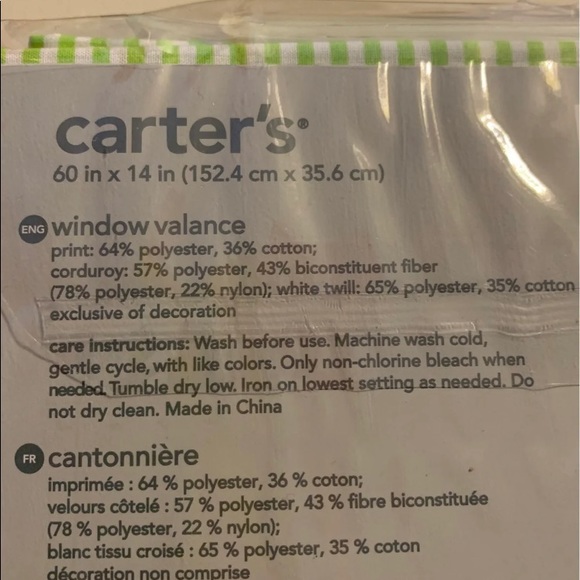 carter's®
60 in x 14 in (152.4 cm x 35.6 cm)
ENG window valance
print: 64% polyester, 36% cotton;
corduroy: 57% polyester, 43% biconstituent fiber
(78% polyester, 22% nylon); white twill: 65% polyester, 35% cotton
exclusive of decoration
care instructions: Wash before use. Machine wash cold,
gentle cycle, with like colors. Only non-chlorine bleach when
needed. Tumble dry low. Iron on lowest setting as needed. Do
not dry clean. Made in China
FR cantonnière
imprimée : 64 % polyester, 36 % coton;
velours côtelé : 57 % polyester, 43 % fibre biconstituée
(78 % polyester, 22 % nylon);
blanc tissu croisé : 65 % polyester, 35 % coton
décoration non comprise